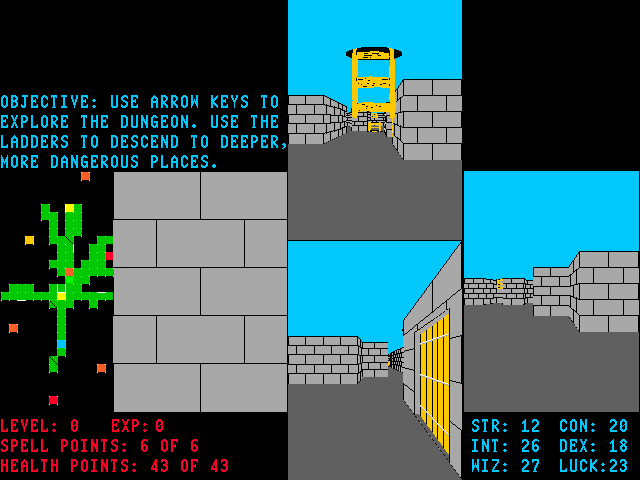 OBJECTIVE: USE ARROW KEYS TO
EXPLORE THE DUNGEON. USE THE
LADDERS TO DESCEND TO DEEPER,
MORE DANGEROUS PLACES.
LEVEL: 0 EXP: 0
SPELL POINTS: 6 OF 6
HEALTH POINTS: 43 OF 43
STR: 12 CON: 20
INT: 26 DEX: 18
WIZ: 27 LUCK:23